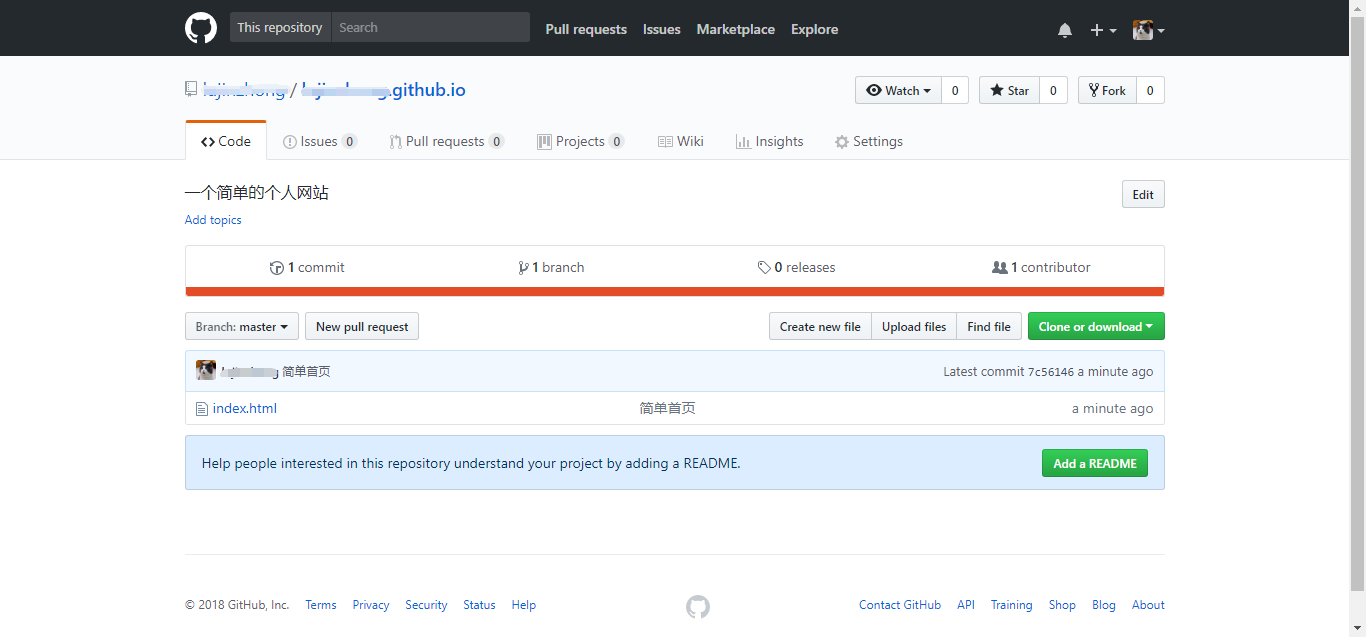 This repository Search Pull requests Issues Marketplace Explore
/ .github.io Watch 0 Star 0 Fork 0
Code Issues 0 Pull requests 0 Projects 0 Wiki Insights Settings
一个简单的个人网站 Edit
Add topics
1 commit 1 branch 0 releases 1 contributor
Branch: master New pull request Create new file Upload files Find file Clone or download
简单首页 Latest commit 7c56146 a minute ago
index.html 简单首页 a minute ago
Help people interested in this repository understand your project by adding a README. Add a README
© 2018 GitHub, Inc. Terms Privacy Security Status Help Contact GitHub API Training Shop Blog About